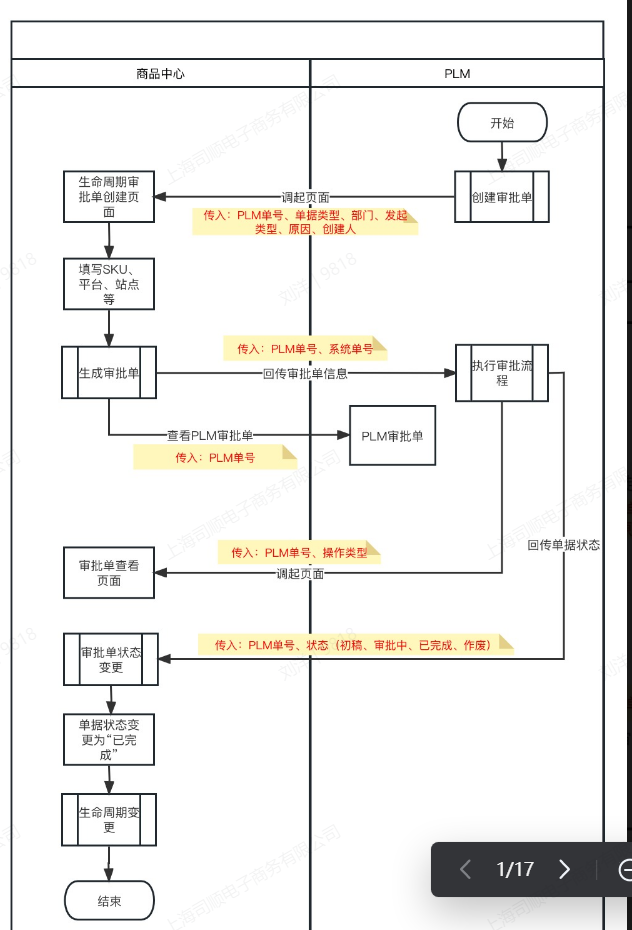 商品中心
PLM
开始
生命周期审
批单创建页
面
调起页面
创建审批单
传入：PLM单号、单据类型、部门、发起
类型、原因、创建人
填写SKU、
平台、站点
等
传入：PLM单号、系统单号
生成审批单
回传审批单信息
执行审批流
程
查看PLM审批单
PLM审批单
传入：PLM单号
回传单据状态
传入：PLM单号、操作类型
审批单查看
页面
调起页面
传入：PLM单号、状态（初稿、审批中、已完成、作废）
审批单状态
变更
单据状态变
更为“已完
成”
生命周期变
更
结束
1/17
上海司顺电子商务有限公司
刘洋19818